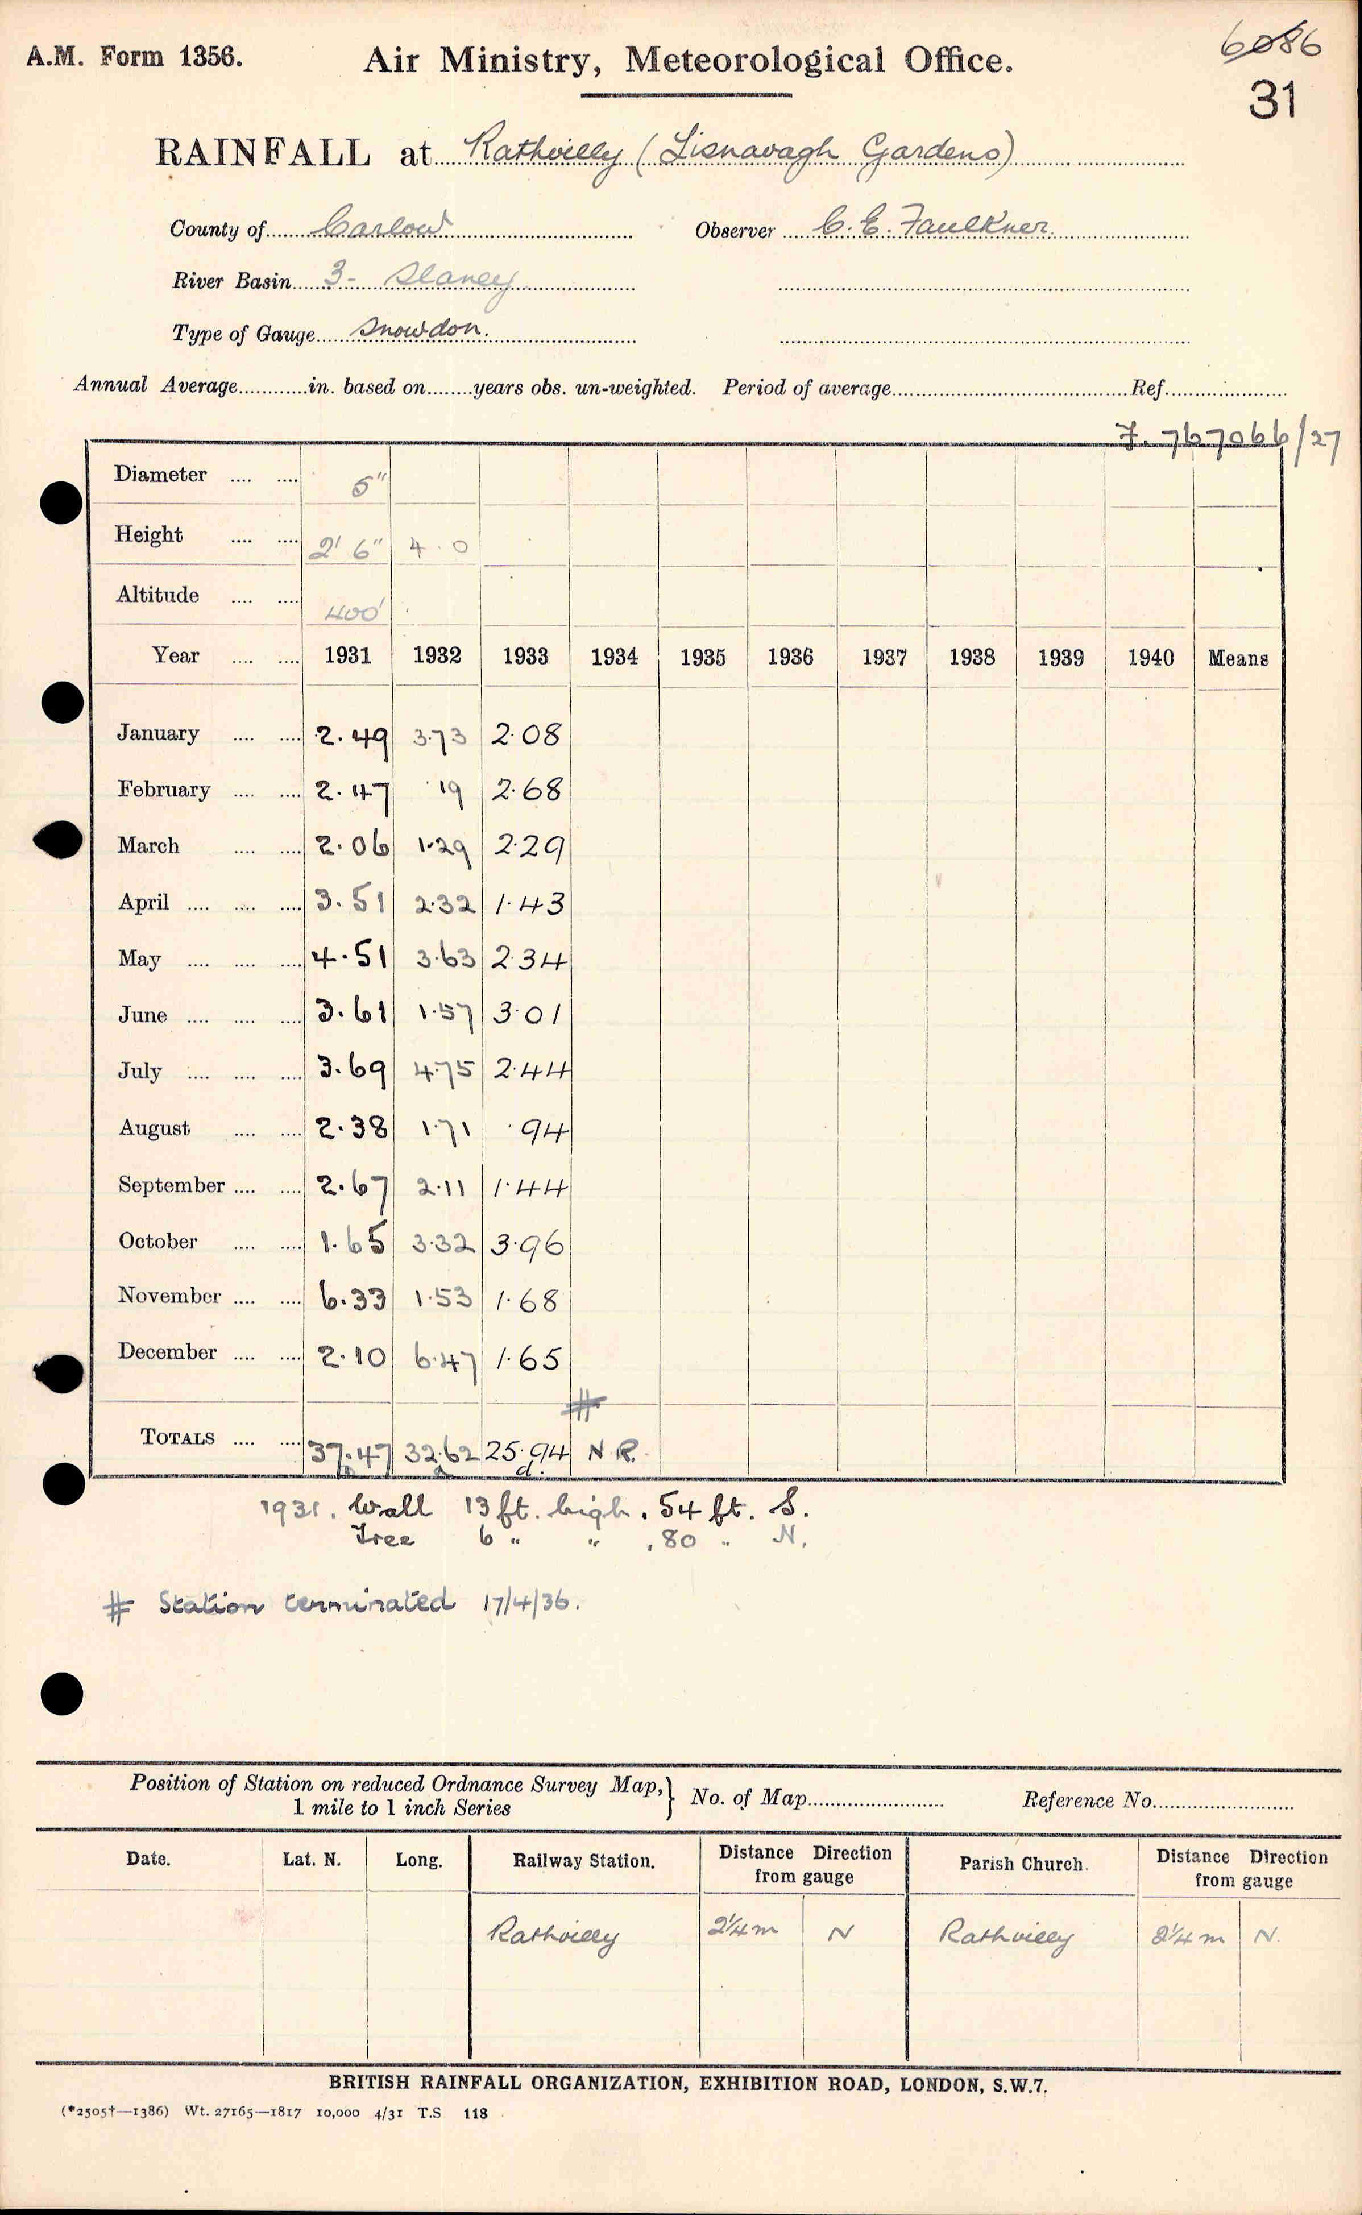 6086
31
A.M. Form 1356.
Air Ministry, Meteorological Office.
RAINFALL at Rathvilly (Lisnavagh Gardens)
County of Carlow Observer C. E. Faulkner.
River Basin 3- Slaney
Type of Gauge Snowdon.
Annual Average............in. based on........years obs. un-weighted. Period of average..........Ref..........
7. 767066/27
Diameter .... .... 5"
Height .... .... 2' 6" 4 . 0
Altitude .... .... 400'
Year .... .... 1931 1932 1933 1934 1935 1936 1937 1938 1939 1940 Means
January .... .... 2.49 3.73 2.08
February .... .... 2.47 .19 2.68
March .... .... 2.06 1.29 2.29
April .... .... .... 3.51 2.32 1.43
May .... .... .... 4.51 3.63 2.34
June .... .... .... 3.61 1.57 3.01
July .... .... .... 3.69 4.75 2.44
August .... .... 2.38 1.71 .94
September .... .... 2.67 2.11 1.44
October .... .... 1.65 3.32 3.96
November .... .... 6.33 1.53 1.68
December .... .... 2.10 6.47 1.65
#
TOTALS .... .... 37.47 32.62 25.94 N R.
d.
1931. Wall 13 ft. high, 54 ft. S.
Tree 6 " " , 80 " N.
# Station terminated 17/4/36.
Position of Station on reduced Ordnance Survey Map, } No. of Map.......... Reference No..........
1 mile to 1 inch Series
Date. Lat. N. Long. Railway Station. Distance Direction from gauge Parish Church. Distance Direction from gauge
Rathvilly 2¼ m N Rathvilly 2¼ m N.
BRITISH RAINFALL ORGANIZATION, EXHIBITION ROAD, LONDON, S.W.7.
(*2505†—1386) Wt. 27165—1817 10,000 4/31 T.S 118